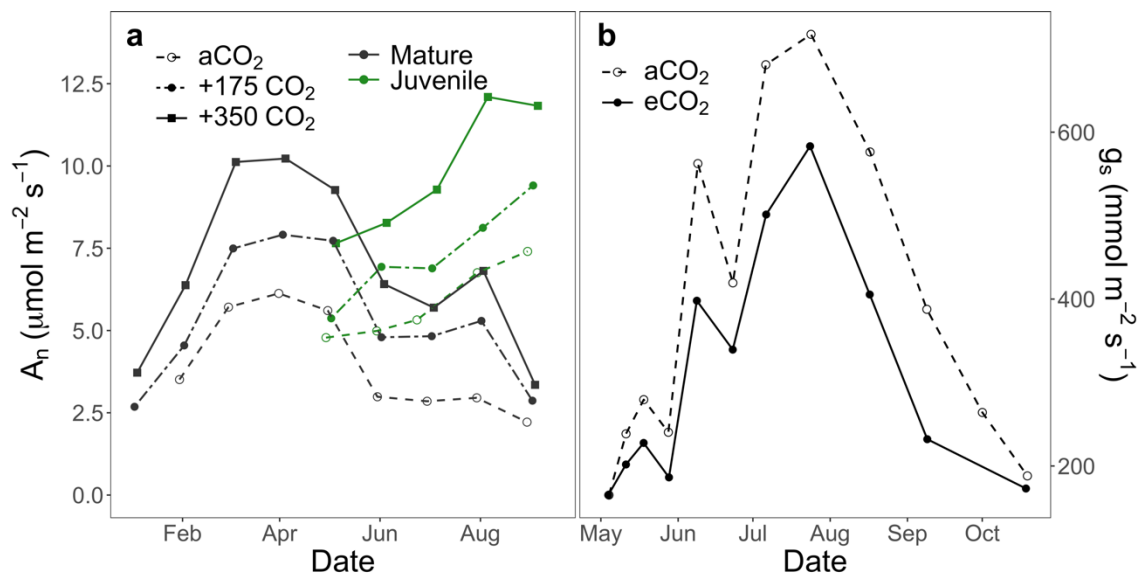 a
aCO₂
+175 CO₂
+350 CO₂
Mature
Juvenile
12.5
10.0
7.5
5.0
2.5
0.0
Aₙ (μmol m⁻² s⁻¹)
Feb Apr Jun Aug
Date
b
aCO₂
eCO₂
600
400
200
gₛ (mmol m⁻² s⁻¹)
May Jun Jul Aug Sep Oct
Date